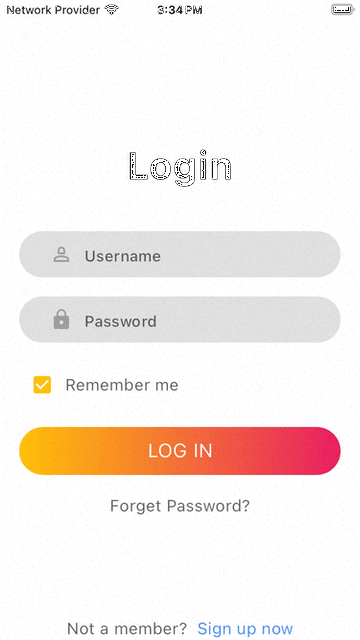 Network Provider 3:34 PM
Login
Username
Password
Remember me
LOG IN
Forget Password?
Not a member? Sign up now